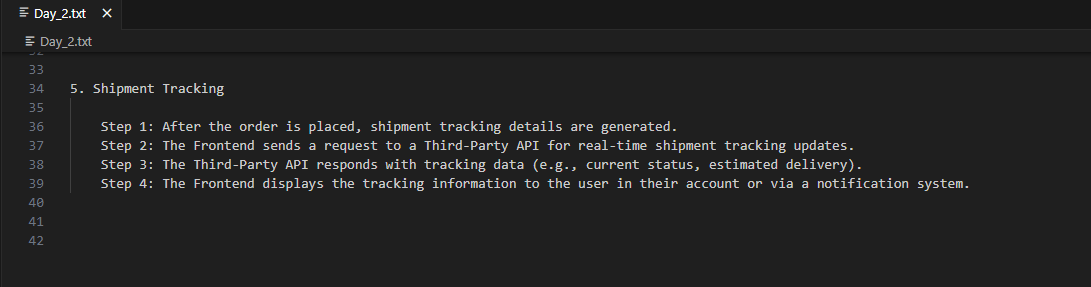 Day_2.txt
Day_2.txt
32
33
34 5. Shipment Tracking
35
36 Step 1: After the order is placed, shipment tracking details are generated.
37 Step 2: The Frontend sends a request to a Third-Party API for real-time shipment tracking updates.
38 Step 3: The Third-Party API responds with tracking data (e.g., current status, estimated delivery).
39 Step 4: The Frontend displays the tracking information to the user in their account or via a notification system.
40
41
42